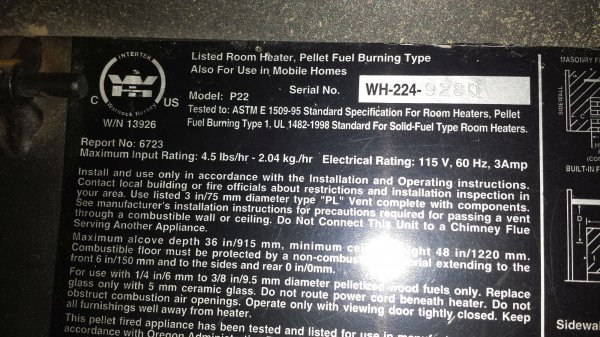 Listed Room Heater, Pellet Fuel Burning Type
Also For Use in Mobile Homes
INTERTEK
WH
C US
Warnock Hersey
W/N 13926
Model: P22
Serial No. WH-224-9280
Tested to: ASTM E 1509-95 Standard Specification For Room Heaters, Pellet
Fuel Burning Type 1, UL 1482-1998 Standard For Solid-Fuel Type Room Heaters.
Report No: 6723
Maximum Input Rating: 4.5 lbs/hr - 2.04 kg./hr Electrical Rating: 115 V, 60 Hz, 3Amp
Install and use only in accordance with the Installation and Operating instructions.
Contact local building or fire officials about restrictions and installation inspection in
your area. Use listed 3 in/75 mm diameter type "PL" Vent complete with components.
See manufacturer's installation instructions for precautions required for passing a vent
through a combustible wall or ceiling. Do Not Connect This Unit to a Chimney Flue
Serving Another Appliance.
Maximum alcove depth 36 in/915 mm, minimum ce ght 48 in/1220 mm.
Combustible floor must be protected by a non-combus aterial extending to the
front 6 in/150 mm and to the sides and rear 0 in/0mm.
For use with 1/4 in/6 mm to 3/8 in/9.5 mm diameter pelletized wood fuels only. Replace
glass only with 5 mm ceramic glass. Do not route power cord beneath heater. Do not
obstruct combustion air openings. Operate only with viewing door tightly closed. Keep
all furnishings well away from heater.
This pellet fired appliance has been tested and listed for use in manufac
accordance with Oregon Administra
MASONRY F
SIDEWALL
BUILT-IN F
D
Sidewa